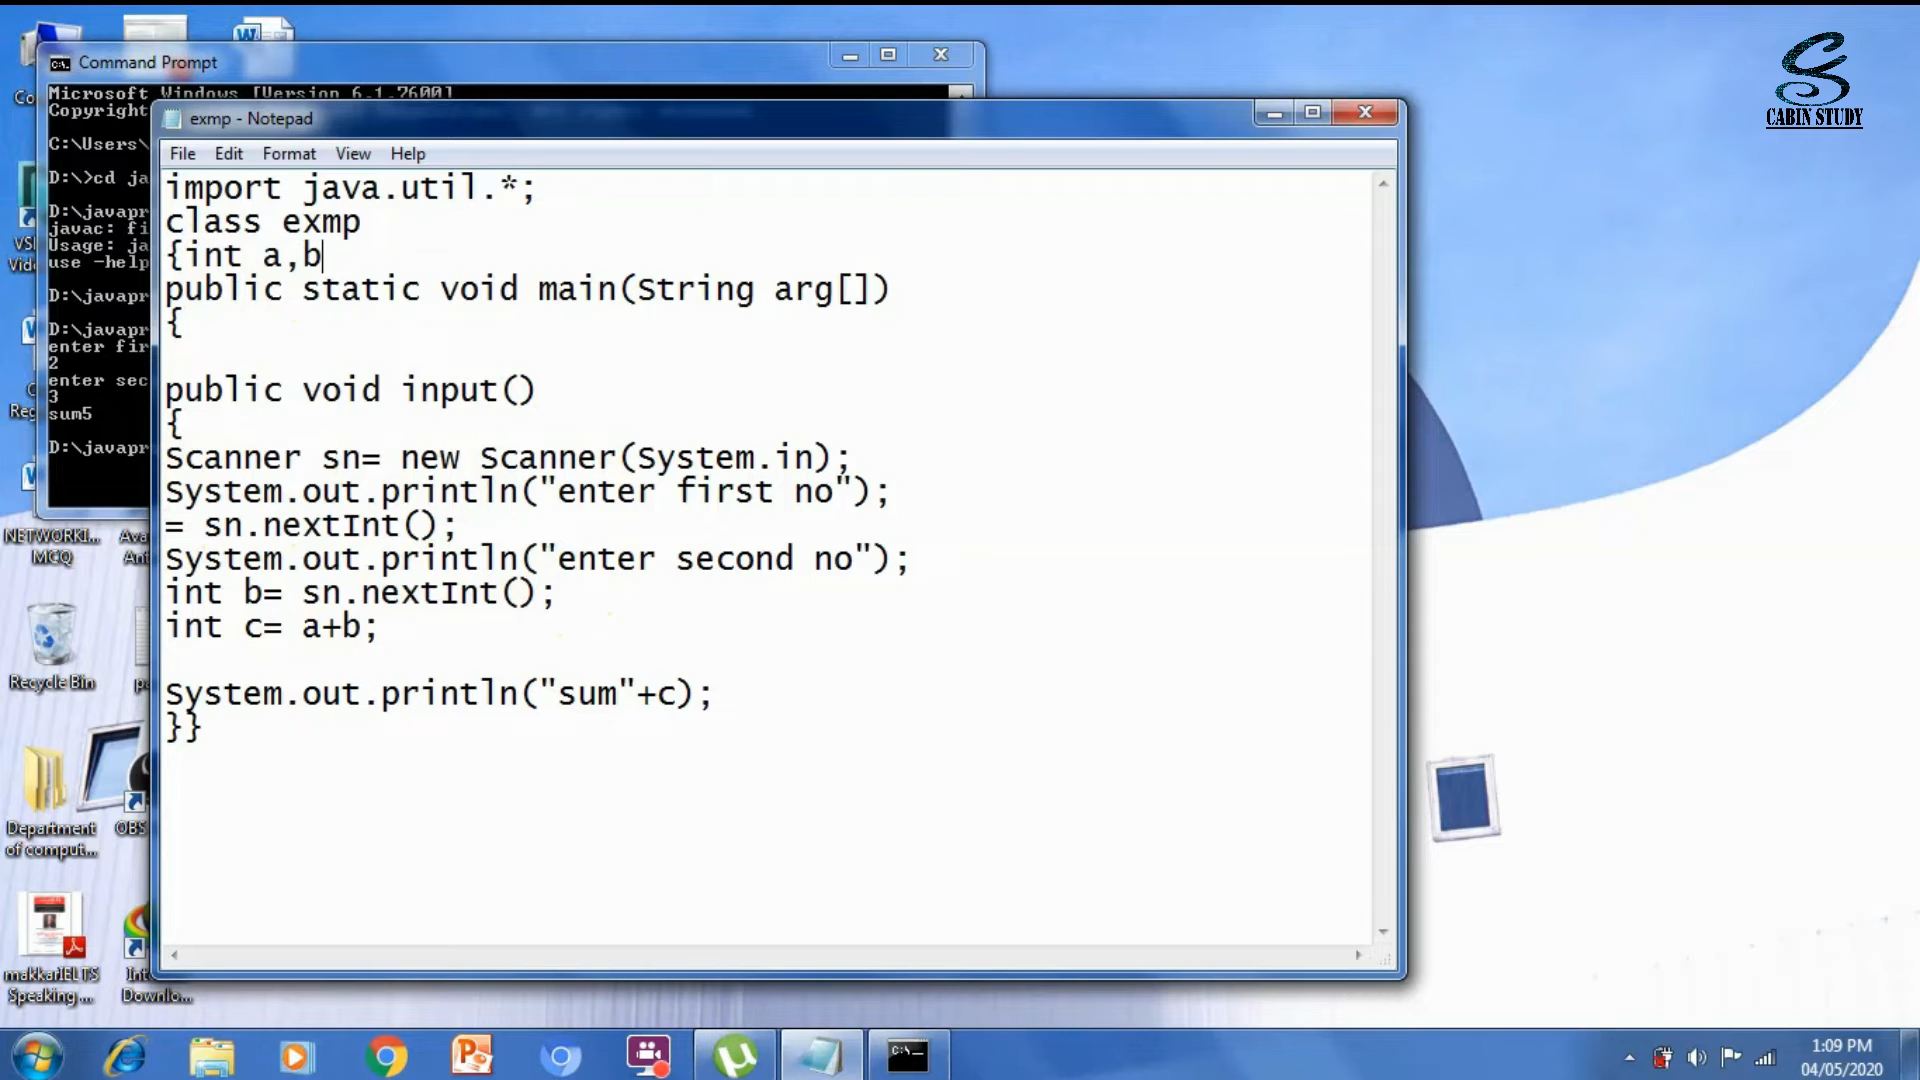 Command Prompt
Microsoft Windows [Version 6.1.7600]
Copyright
C:\Users\
D:\>cd ja
D:\javapr
javac: fi
Usage: ja
use -help
D:\javapr
D:\javapr
enter fir
2
enter sec
3
sum5
D:\javapr
exmp - Notepad
File Edit Format View Help
import java.util.*;
class exmp
{int a,b
public static void main(String arg[])
{
public void input()
{
Scanner sn= new Scanner(System.in);
System.out.println("enter first no");
= sn.nextInt();
System.out.println("enter second no");
int b= sn.nextInt();
int c= a+b;
System.out.println("sum"+c);
}}
CABIN STUDY
NETWORKI...
MCQ
Recycle Bin
Department
of comput...
OBS
makkarIELTS
Speaking ...
Int
Downlo...
1:09 PM
04/05/2020